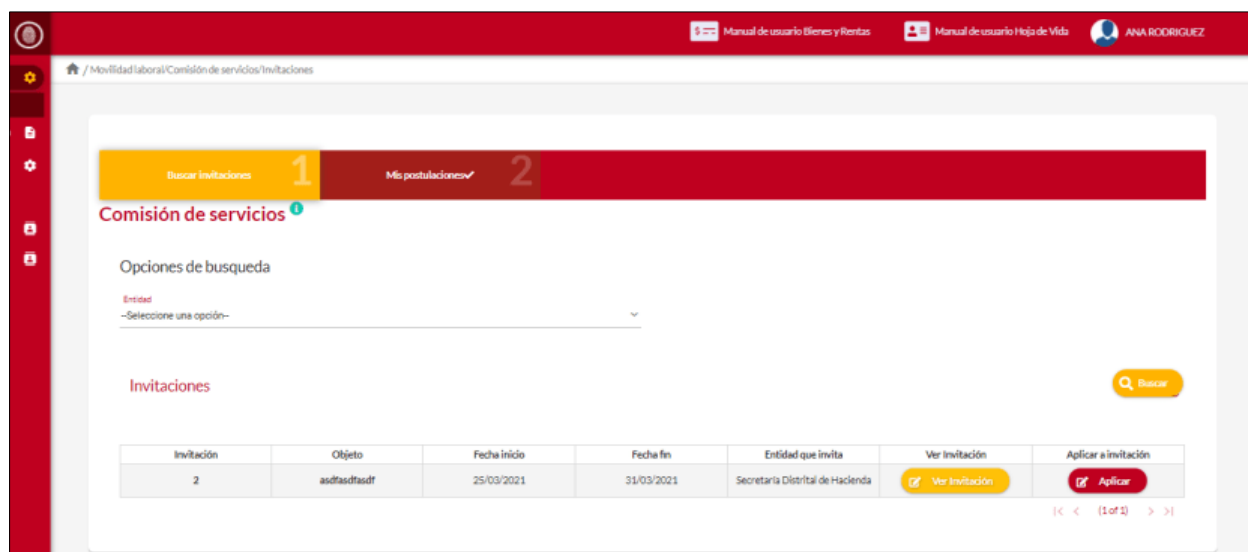 Manual de usuario Bienes y Rentas
Manual de usuario Hoja de Vida
ANA RODRIGUEZ
/ Movilidad laboral/Comisión de servicios/Invitaciones
Buscar invitaciones 1
Mis postulaciones 2
Comisión de servicios
Opciones de busqueda
Entidad
--Seleccione una opción--
Invitaciones
Buscar
Invitación Objeto Fecha inicio Fecha fin Entidad que invita Ver Invitación Aplicar a invitación
2 asdfasdfasdf 25/03/2021 31/03/2021 Secretaría Distrital de Hacienda Ver Invitación Aplicar
(1 of 1)